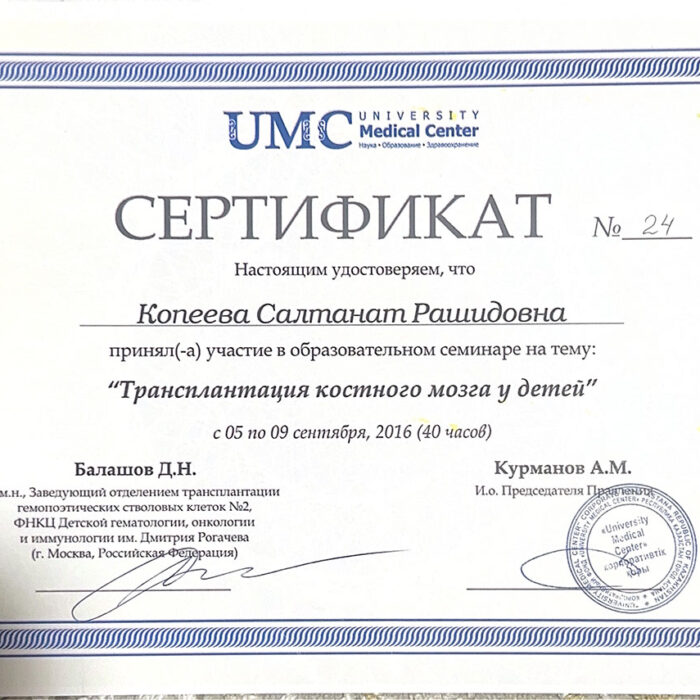 UMC UNIVERSITY
Medical Center
Наука • Образование • Здравоохранение
СЕРТИФИКАТ
№ 24
Настоящим удостоверяем, что
Копеева Салтанат Рашидовна
принял(-а) участие в образовательном семинаре на тему:
“Трансплантация костного мозга у детей”
с 05 по 09 сентября, 2016 (40 часов)
Балашов Д.Н.
м.н., Заведующий отделением трансплантации
гемопоэтических стволовых клеток №2,
ФНКЦ Детской гематологии, онкологии
и иммунологии им. Дмитрия Рогачева
(г. Москва, Российская Федерация)
Курманов А.М.
И.о. Председателя Правления
«University
Medical
Center»
корпоративтік
қоры